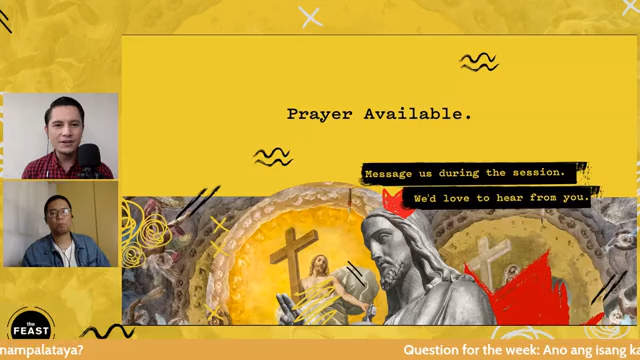 Prayer Available.
Message us during the session.
We'd love to hear from you.
the
FEAST
nampalataya?
Question for the week: Ano ang isang ka